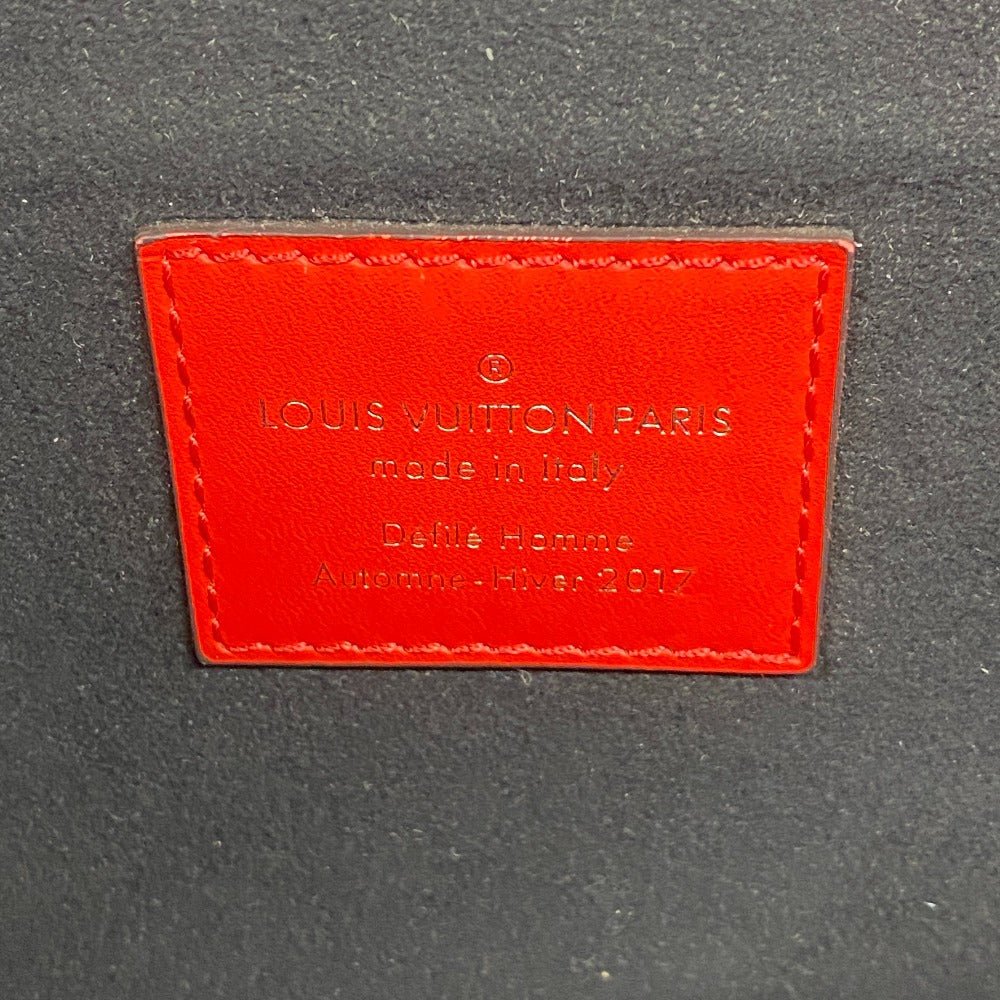 ®
LOUIS VUITTON PARIS
made in Italy
Défilé Homme
Automne-Hiver 2017